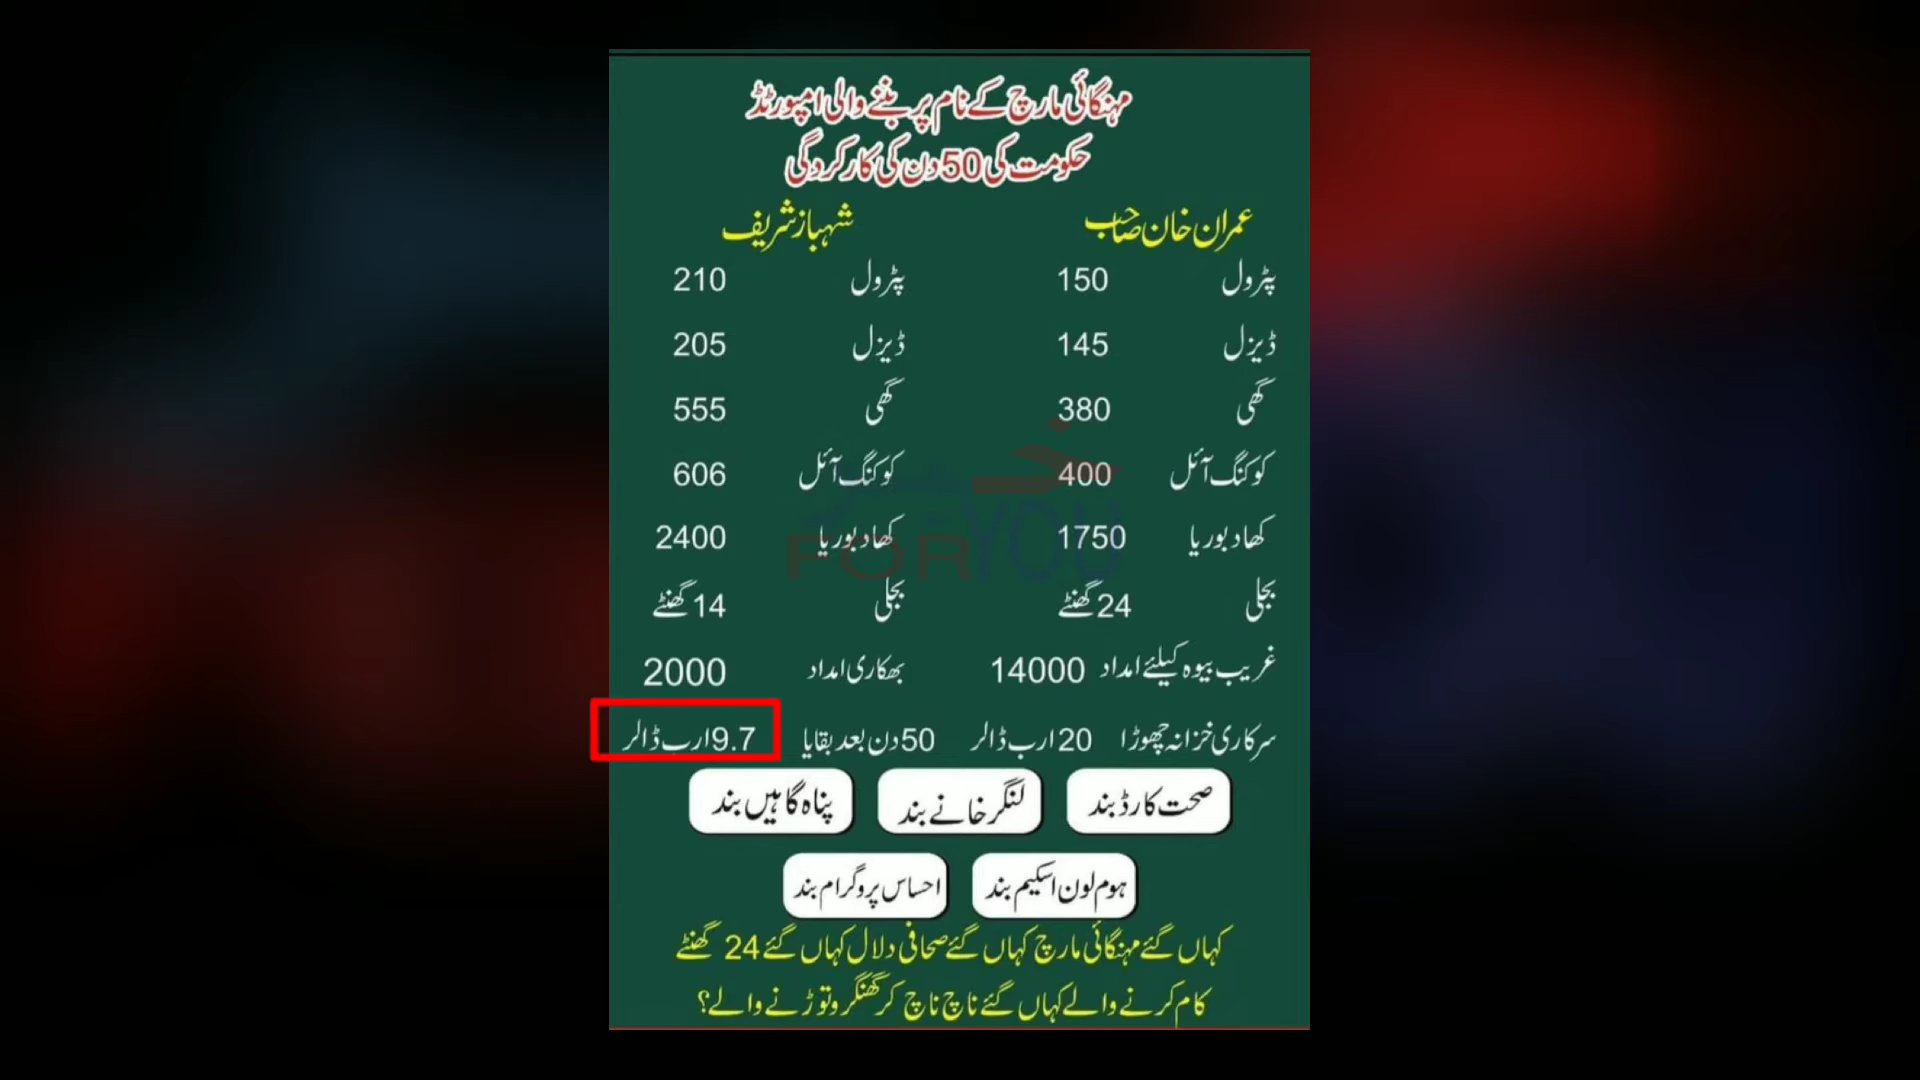 مہنگائی مارچ کے نام پر بننے والی امپورٹڈ
حکومت کی 50 دن کی کارکردگی
عمران خان صاحب شہباز شریف
پٹرول 150 پٹرول 210
ڈیزل 145 ڈیزل 205
گھی 380 گھی 555
کوکنگ آئل 400 کوکنگ آئل 606
کھاد بوریا 1750 کھاد بوریا 2400
بجلی 24 گھنٹے بجلی 14 گھنٹے
غریب بیوہ کیلئے امداد 14000 بھکاری امداد 2000
سرکاری خزانہ چھوڑا 20 ارب ڈالر 50 دن بعد بقایا 9.7 ارب ڈالر
صحت کارڈ بند لنگر خانے بند پناہ گاہیں بند
ہوم لون اسکیم بند احساس پروگرام بند
کہاں گئے مہنگائی مارچ کہاں گئے صحافی دلال کہاں گئے 24 گھنٹے
کام کرنے والے کہاں گئے ناچ ناچ کر گھنگرو توڑنے والے؟
FOR YOU